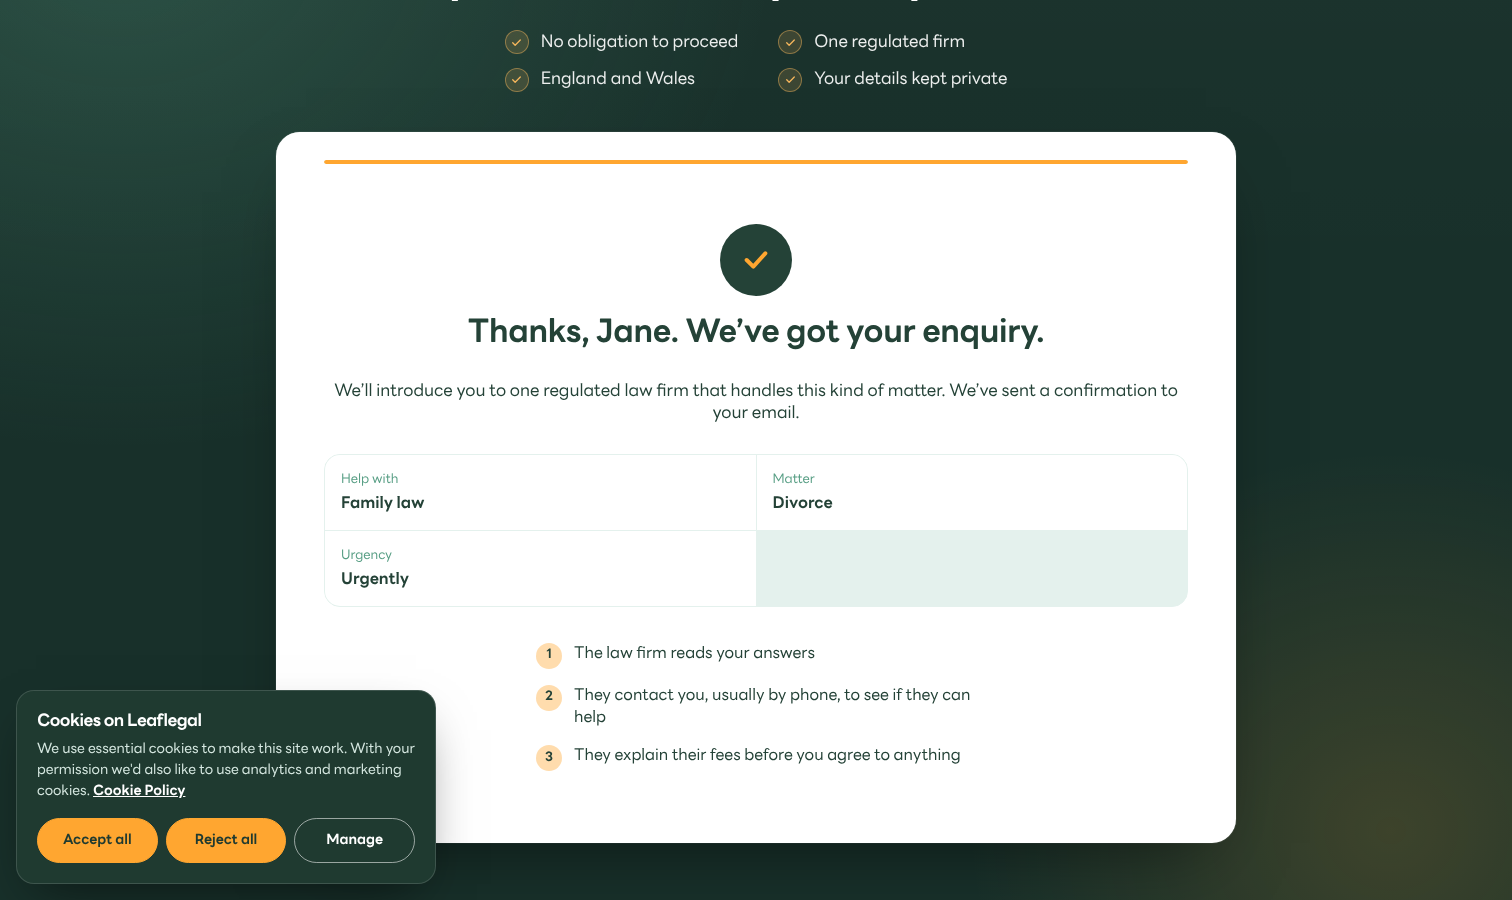 No obligation to proceed
One regulated firm
England and Wales
Your details kept private
Thanks, Jane. We’ve got your enquiry.
We’ll introduce you to one regulated law firm that handles this kind of matter. We’ve sent a confirmation to
your email.
Help with
Family law
Matter
Divorce
Urgency
Urgently
1 The law firm reads your answers
2 They contact you, usually by phone, to see if they can
help
3 They explain their fees before you agree to anything
Cookies on Leaflegal
We use essential cookies to make this site work. With your
permission we'd also like to use analytics and marketing
cookies. Cookie Policy
Accept all
Reject all
Manage